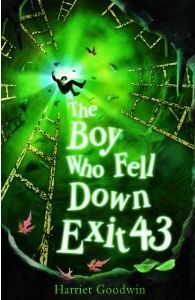 The
Boy
Who Fell
Down
Exit 43
Harriet Goodwin